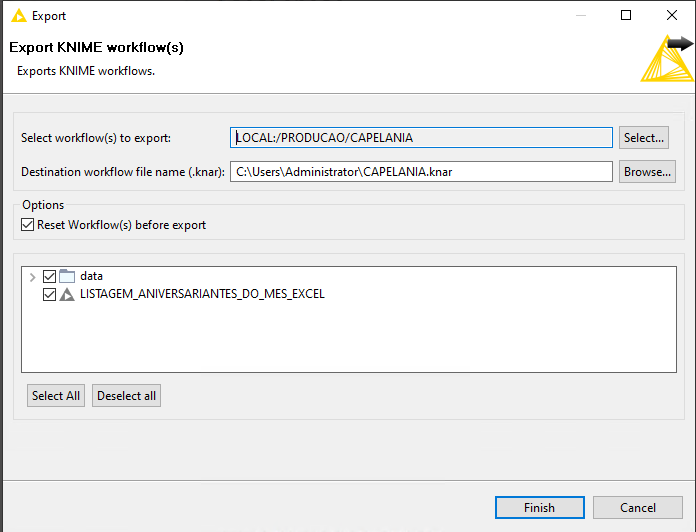 Export
Export KNIME workflow(s)
Exports KNIME workflows.
Select workflow(s) to export: LOCAL:/PRODUCAO/CAPELANIA Select...
Destination workflow file name (.knar): C:\Users\Administrator\CAPELANIA.knar Browse...
Options
Reset Workflow(s) before export
data
LISTAGEM_ANIVERSARIANTES_DO_MES_EXCEL
Select All Deselect all
Finish Cancel